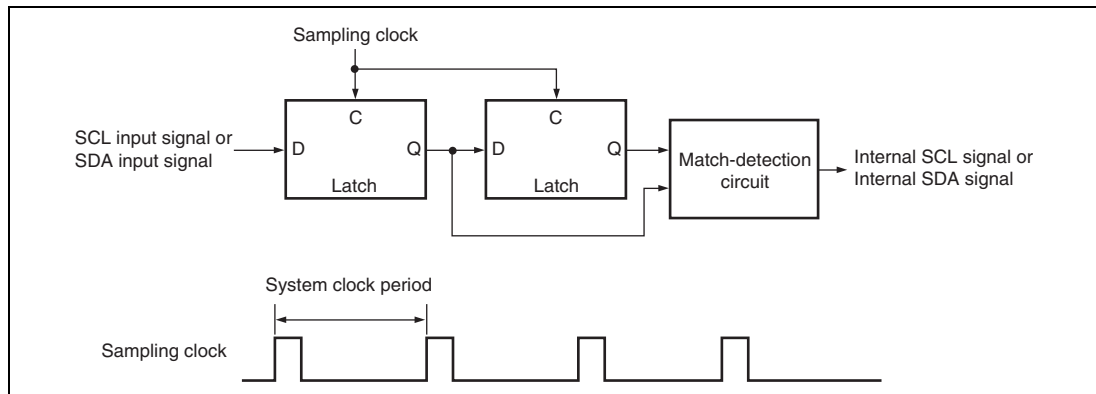 Sampling clock
SCL input signal or
SDA input signal
D
C
Q
Latch
D
C
Q
Latch
Match-detection
circuit
Internal SCL signal or
Internal SDA signal
System clock period
Sampling clock